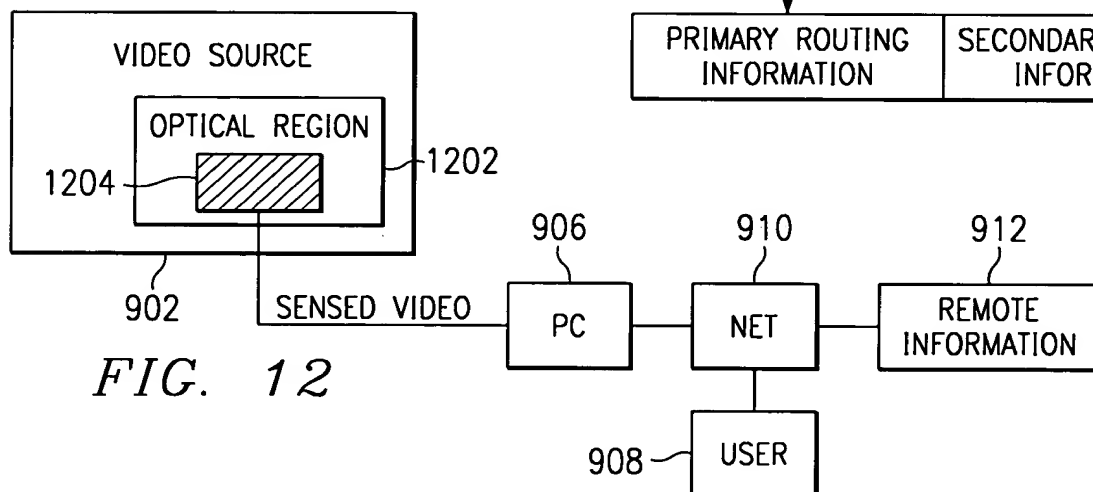 VIDEO SOURCE
OPTICAL REGION
1204
1202
902
SENSED VIDEO
FIG. 12
PRIMARY ROUTING
INFORMATION
906
PC
910
NET
912
REMOTE
INFORMATION
908
USER